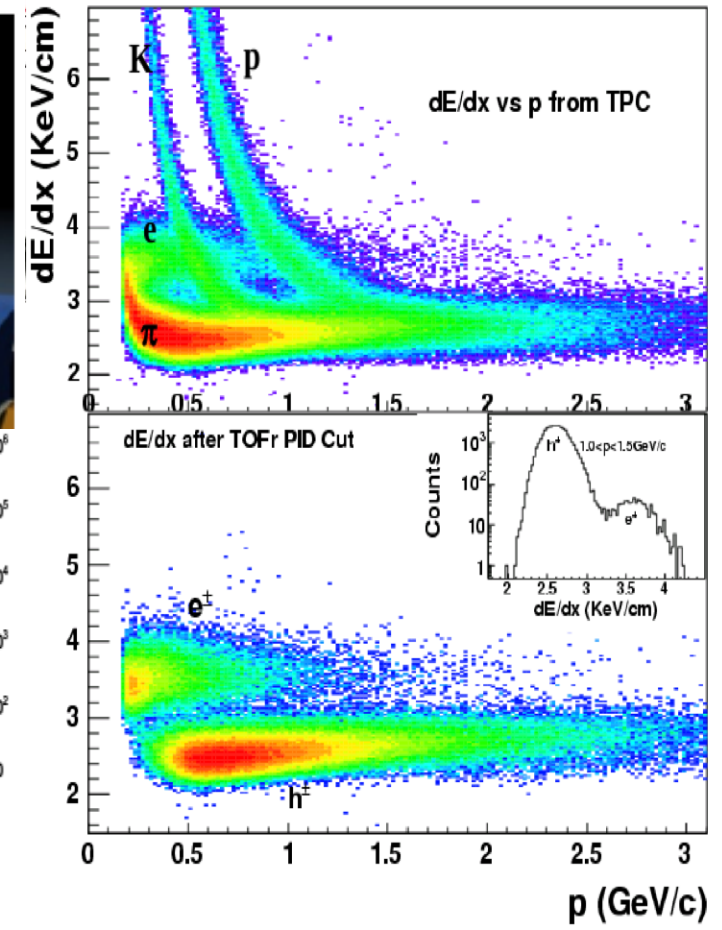 dE/dx (KeV/cm)
6
5
4
3
2
K
p
dE/dx vs p from TPC
e
π
0
0.5
1
1.5
2
2.5
3
dE/dx after TOFr PID Cut
6
5
4
3
2
e±
h±
Counts
10³
10²
10
1
h⁺ 1.0<p<1.5GeV/c
e⁺
2
2.5
3
3.5
4
dE/dx (KeV/cm)
0
0.5
1
1.5
2
2.5
3
p (GeV/c)